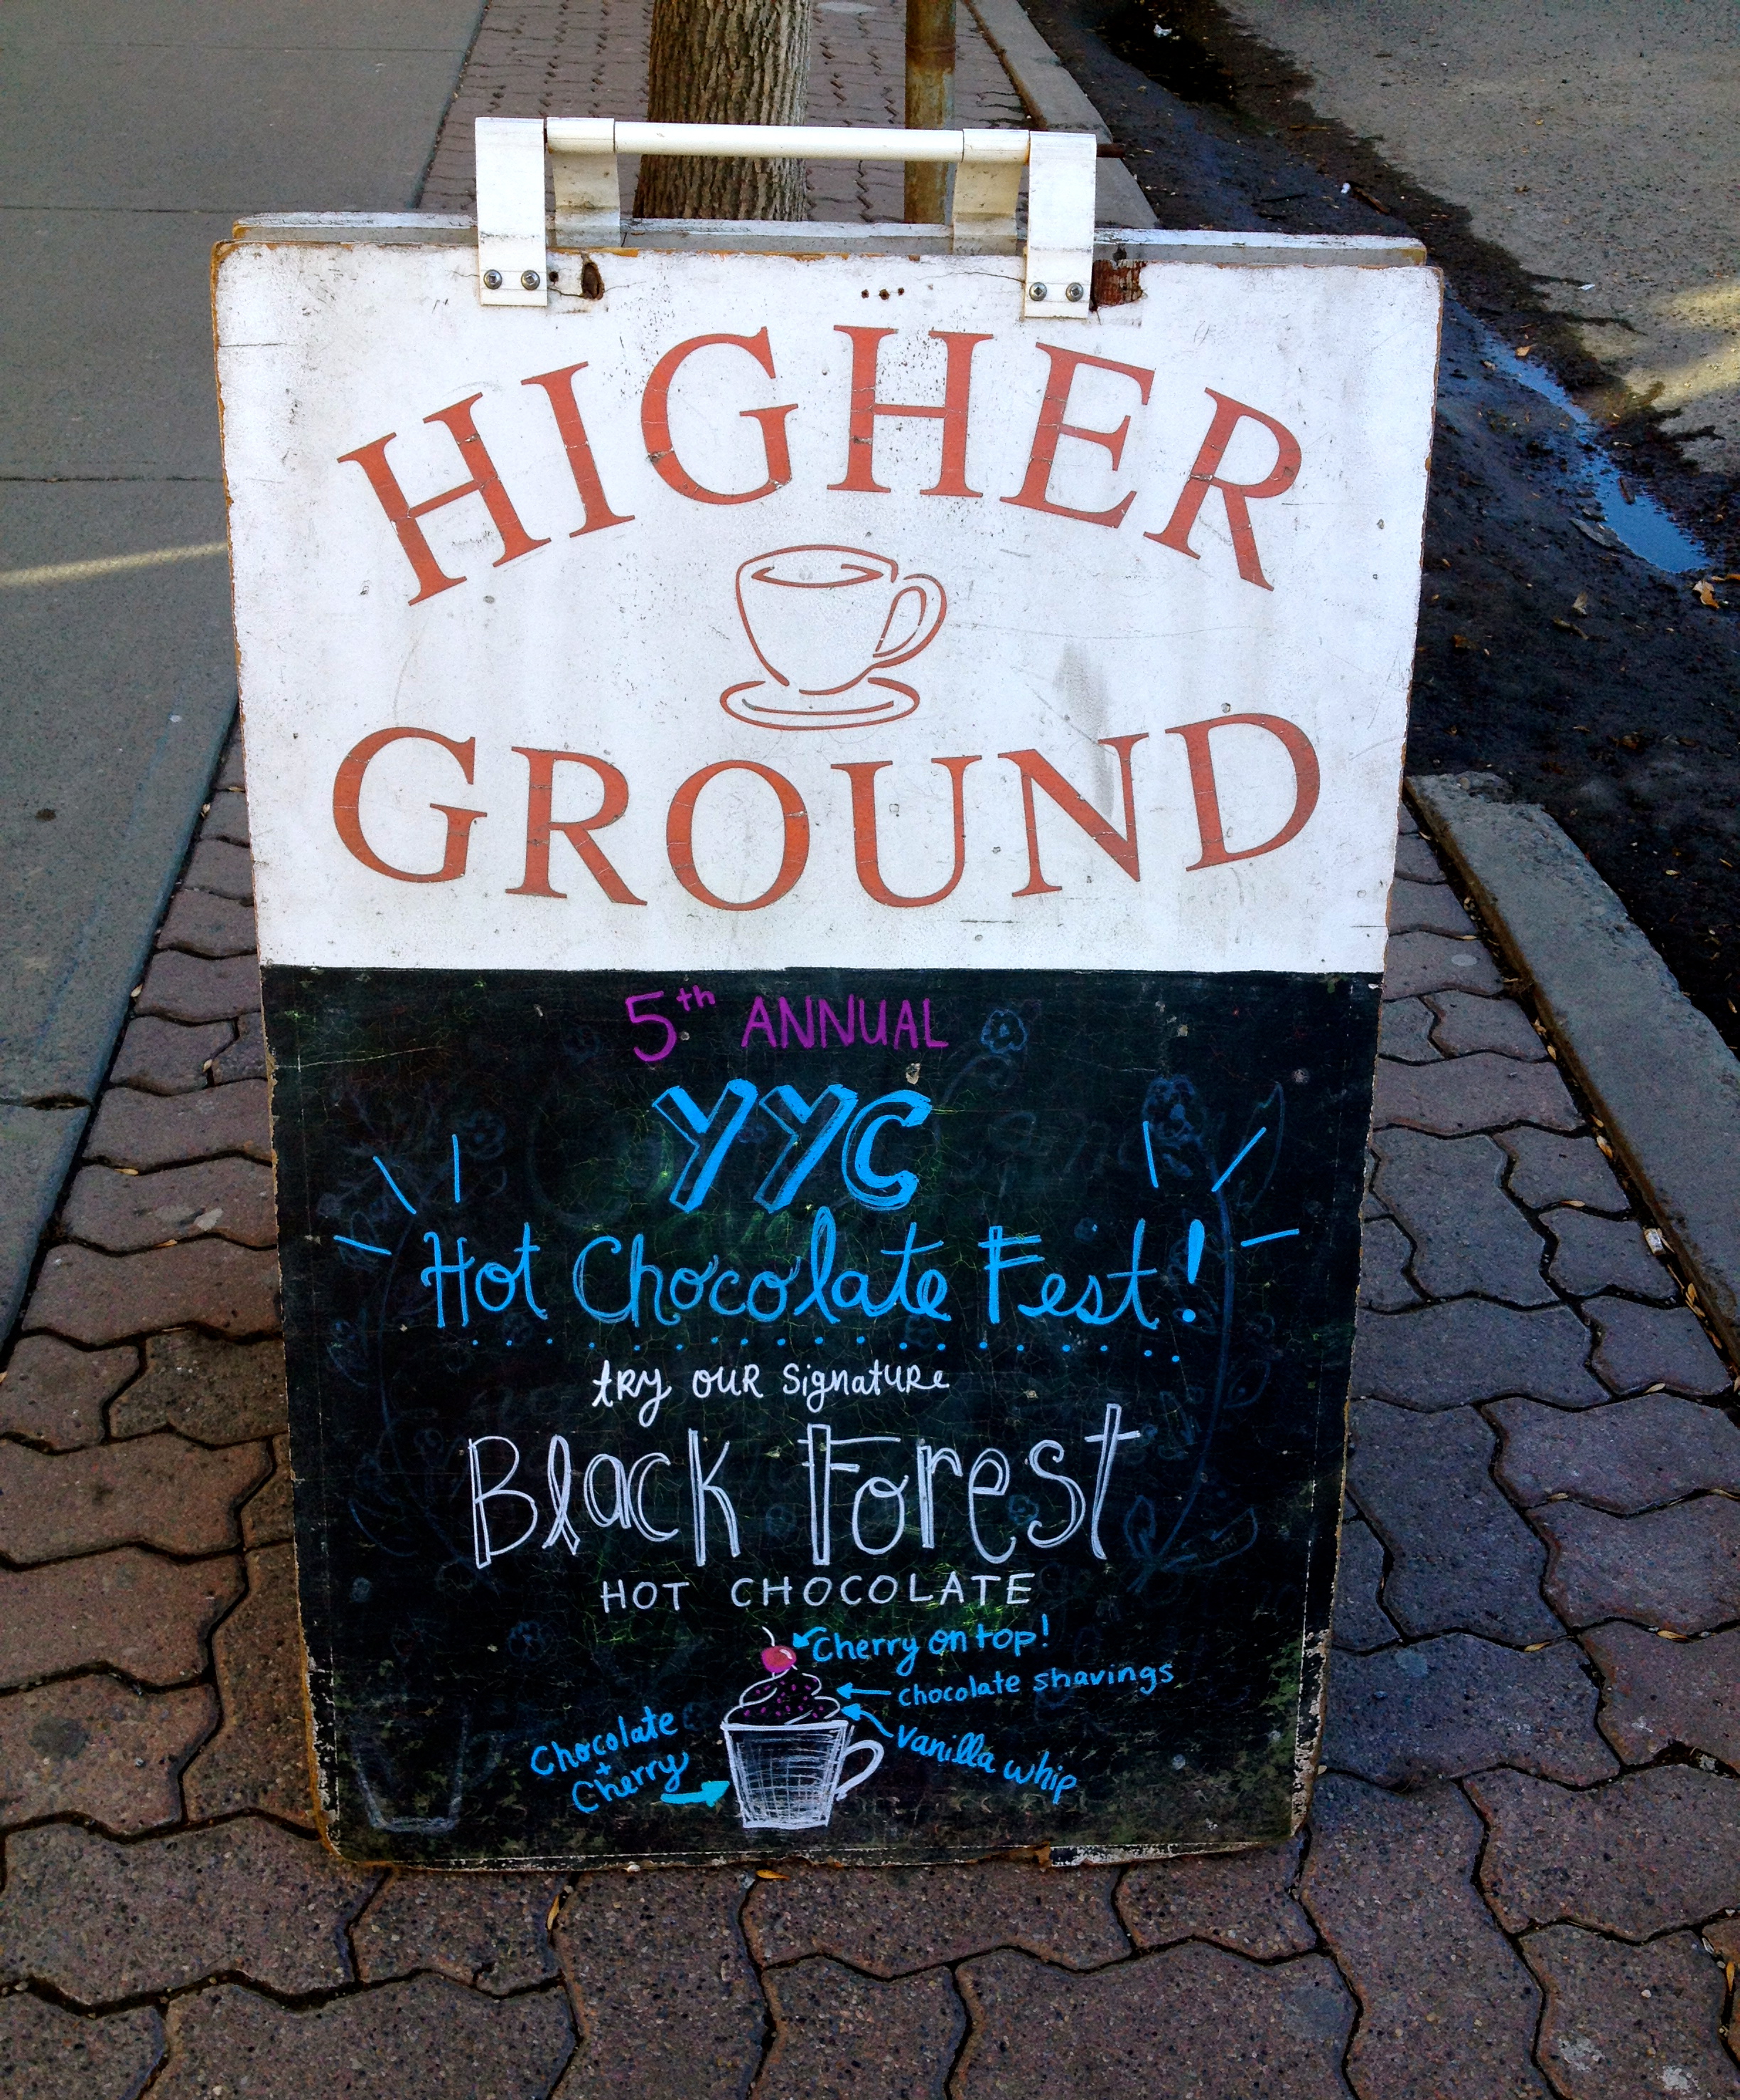 HIGHER
GROUND
5th ANNUAL
YYC
Hot Chocolate Fest!
try our signature
Black Forest
HOT CHOCOLATE
Cherry on top!
chocolate shavings
Vanilla whip
Chocolate
+
Cherry